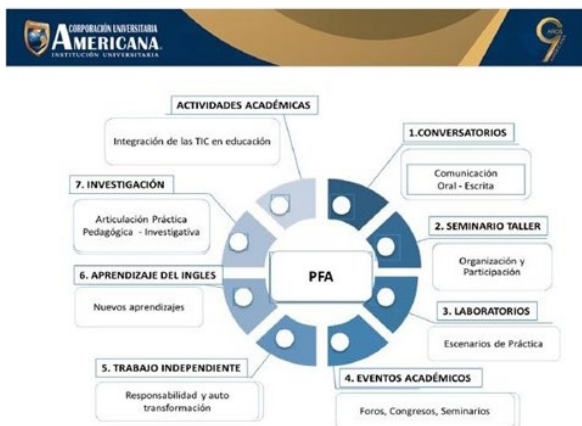 CORPORACIÓN UNIVERSITARIA
AMERICANA
INSTITUCIÓN UNIVERSITARIA
9
AÑOS
ACTIVIDADES ACADÉMICAS
Integración de las TIC en educación
1.CONVERSATORIOS
Comunicación
Oral - Escrita
2. SEMINARIO TALLER
Organización y
Participación
3. LABORATORIOS
Escenarios de Práctica
4. EVENTOS ACADÉMICOS
Foros, Congresos, Seminarios
5. TRABAJO INDEPENDIENTE
Responsabilidad y auto
transformación
6. APRENDIZAJE DEL INGLES
Nuevos aprendizajes
7. INVESTIGACIÓN
Articulación Práctica
Pedagógica - Investigativa
PFA